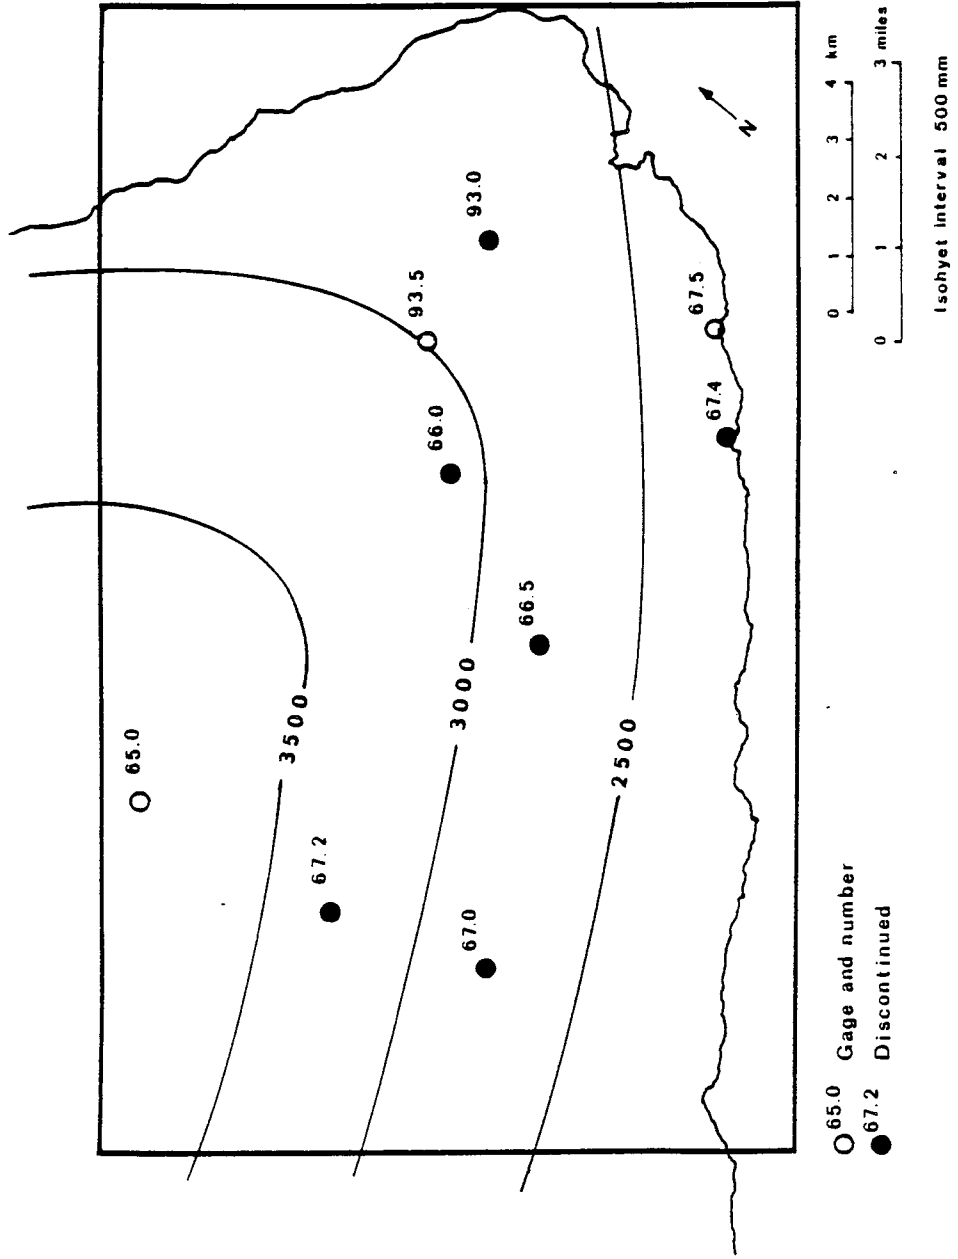 65.0
67.2
67.0
3500
3000
2500
66.5
66.0
93.5
93.0
67.4
67.5
N
0 1 2 3 4 km
0 1 2 3 miles
Isohyet interval 500 mm
65.0 Gage and number
67.2 Discontinued